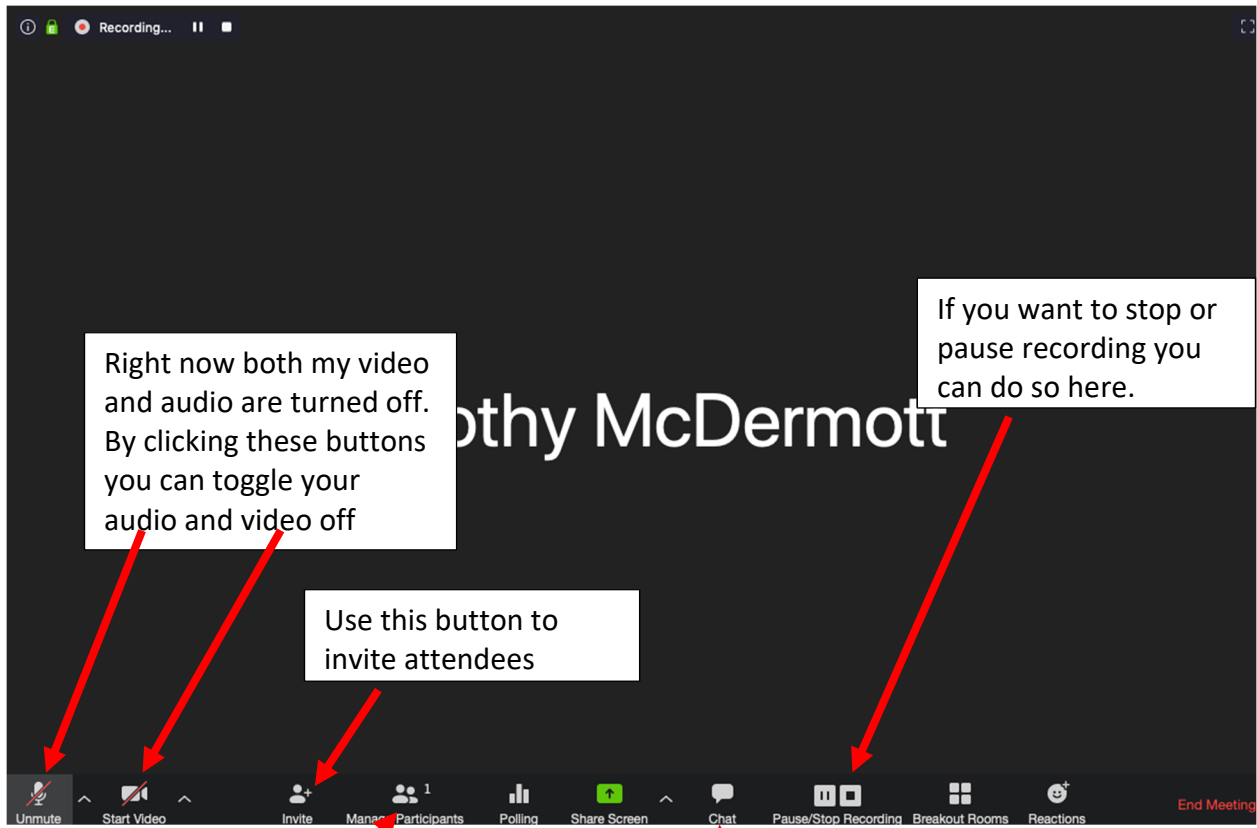 Recording...
If you want to stop or
pause recording you
can do so here.
Right now both my video
and audio are turned off.
By clicking these buttons
you can toggle your
audio and video off
McDermott
Use this button to
invite attendees
1
Unmute Start Video Invite Manage Participants Polling Share Screen Chat Pause/Stop Recording Breakout Rooms Reactions End Meeting